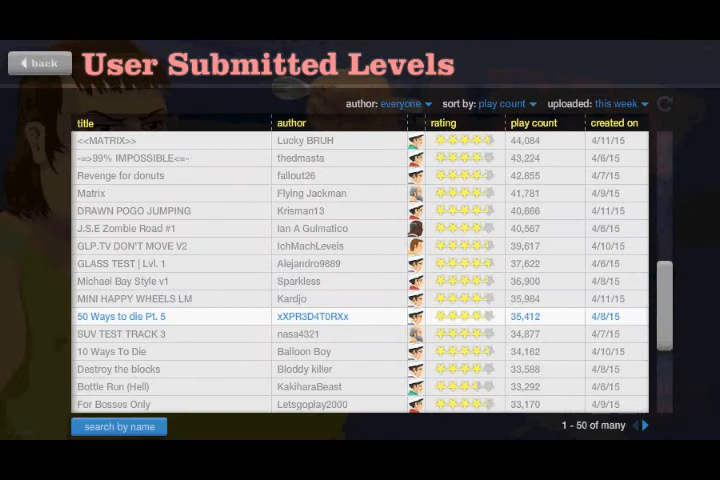 back
User Submitted Levels
author: everyone sort by: play count uploaded: this week
title author rating play count created on
<<MATRIX>> Lucky BRUH 44,084 4/11/15
-=>99% IMPOSSIBLE<=- thedmasta 43,224 4/6/15
Revenge for donuts fallout26 42,855 4/7/15
Matrix Flying Jackman 41,781 4/9/15
DRAWN POGO JUMPING Krisman13 40,666 4/11/15
J.S.E Zombie Road #1 Ian A Gulmatico 40,567 4/6/15
GLP.TV DON'T MOVE V2 IchMachLevels 39,617 4/10/15
GLASS TEST | Lvl. 1 Alejandro9889 37,622 4/6/15
Michael Bay Style v1 Sparkless 36,900 4/8/15
MINI HAPPY WHEELS LM Kardjo 35,984 4/11/15
50 Ways to die Pt. 5 xXPR3D4T0RXx 35,412 4/8/15
SUV TEST TRACK 3 nasa4321 34,877 4/7/15
10 Ways To Die Balloon Boy 34,162 4/10/15
Destroy the blocks Bloddy killer 33,588 4/8/15
Bottle Run (Hell) KakiharaBeast 33,292 4/6/15
For Bosses Only Letsgoplay2000 33,170 4/9/15
search by name 1 - 50 of many